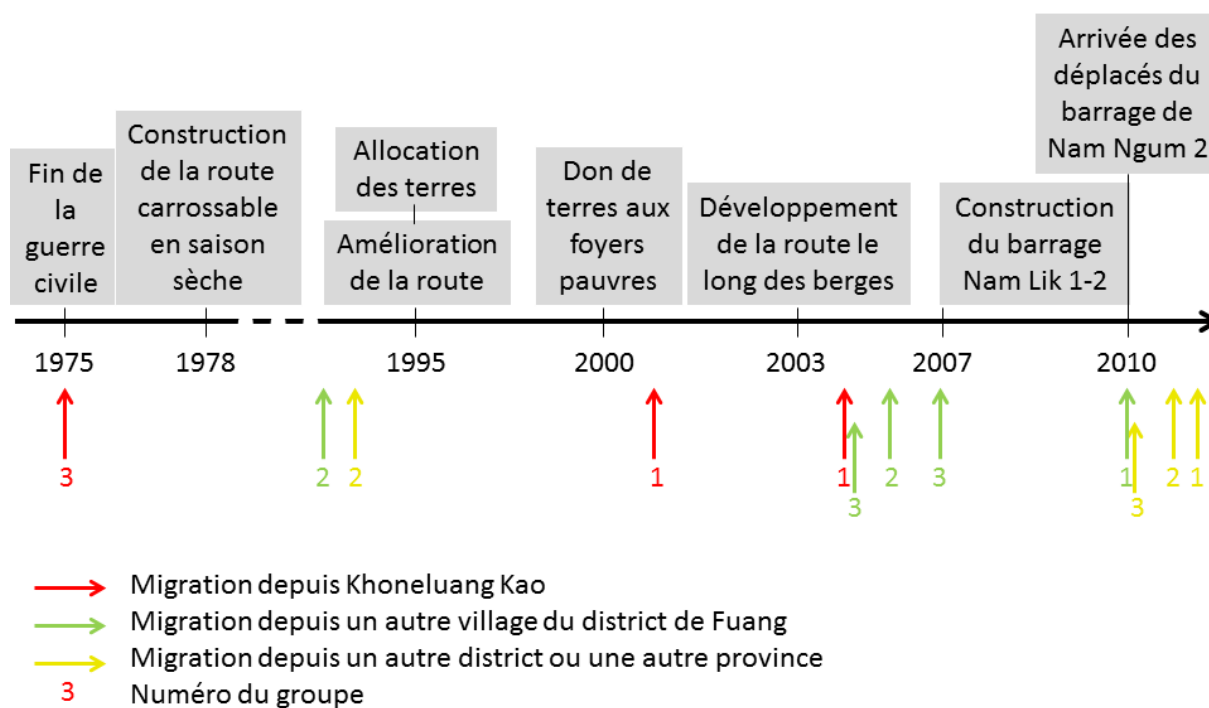 Arrivée des
déplacés du
barrage de
Nam Ngum 2
Construction
de la route
carrossable
en saison
sèche
Allocation
des terres
Fin de
la
guerre
civile
Don de
terres aux
foyers
pauvres
Développement
de la route le
long des berges
Construction
du barrage
Nam Lik 1-2
Amélioration
de la route
1975 1978 1995 2000 2003 2007 2010
3 2 2 1 1 2 3 1 2 1
3 3
Migration depuis Khoneluang Kao
Migration depuis un autre village du district de Fuang
Migration depuis un autre district ou une autre province
3 Numéro du groupe